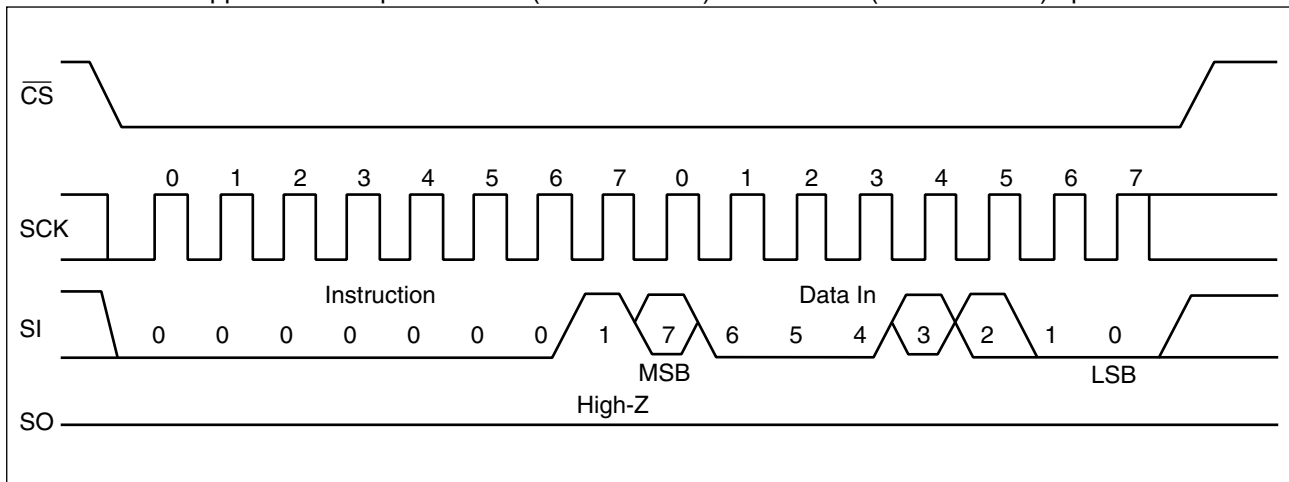 CS
0 1 2 3 4 5 6 7 0 1 2 3 4 5 6 7
SCK
Instruction Data In
SI 0 0 0 0 0 0 0 1 7 6 5 4 3 2 1 0
MSB LSB
High-Z
SO